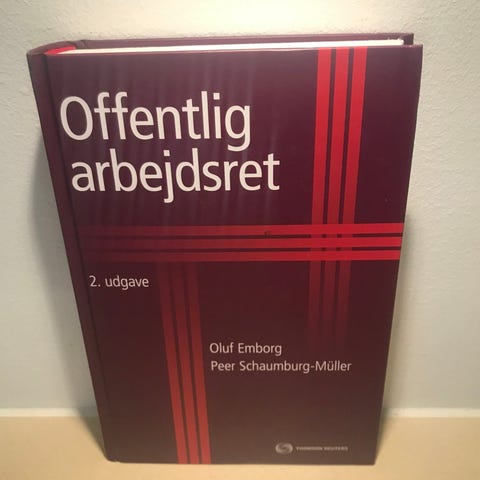 Offentlig
arbejdsret
2. udgave
Oluf Emborg
Peer Schaumburg-Müller
THOMSON REUTERS